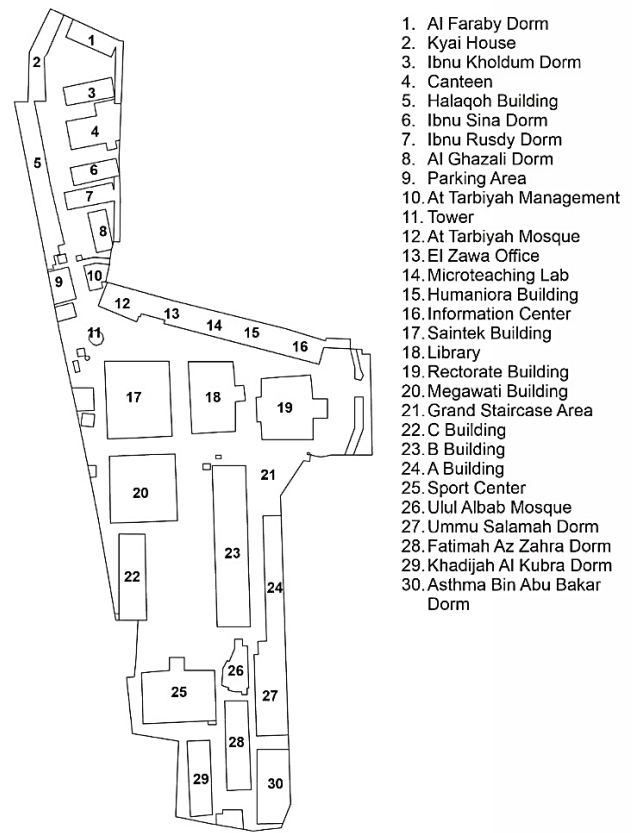 1. Al Faraby Dorm
2. Kyai House
3. Ibnu Kholdum Dorm
4. Canteen
5. Halaqoh Building
6. Ibnu Sina Dorm
7. Ibnu Rusdy Dorm
8. Al Ghazali Dorm
9. Parking Area
10. At Tarbiyah Management
11. Tower
12. At Tarbiyah Mosque
13. El Zawa Office
14. Microteaching Lab
15. Humaniora Building
16. Information Center
17. Saintek Building
18. Library
19. Rectorate Building
20. Megawati Building
21. Grand Staircase Area
22. C Building
23. B Building
24. A Building
25. Sport Center
26. Ulul Albab Mosque
27. Ummu Salamah Dorm
28. Fatimah Az Zahra Dorm
29. Khadijah Al Kubra Dorm
30. Asthma Bin Abu Bakar
Dorm
1
2
3
4
5
6
7
8
9
10
11
12
13
14
15
16
17
18
19
20
21
22
23
24
25
26
27
28
29
30